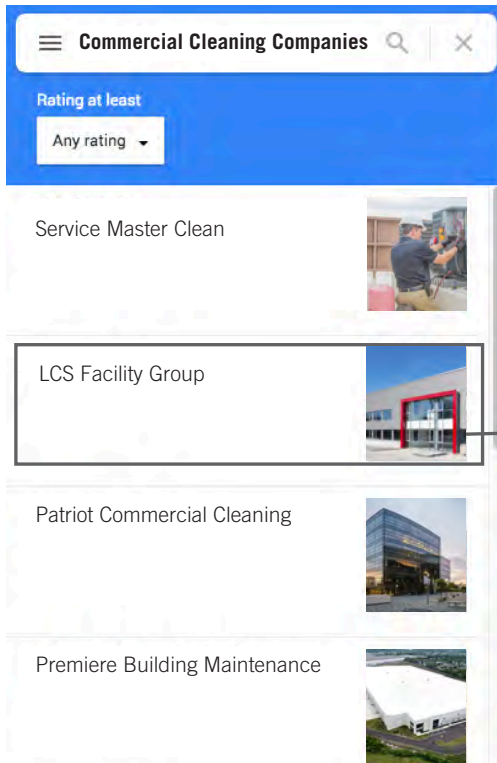 Commercial Cleaning Companies
Rating at least
Any rating
Service Master Clean
LCS Facility Group
Patriot Commercial Cleaning
Premiere Building Maintenance